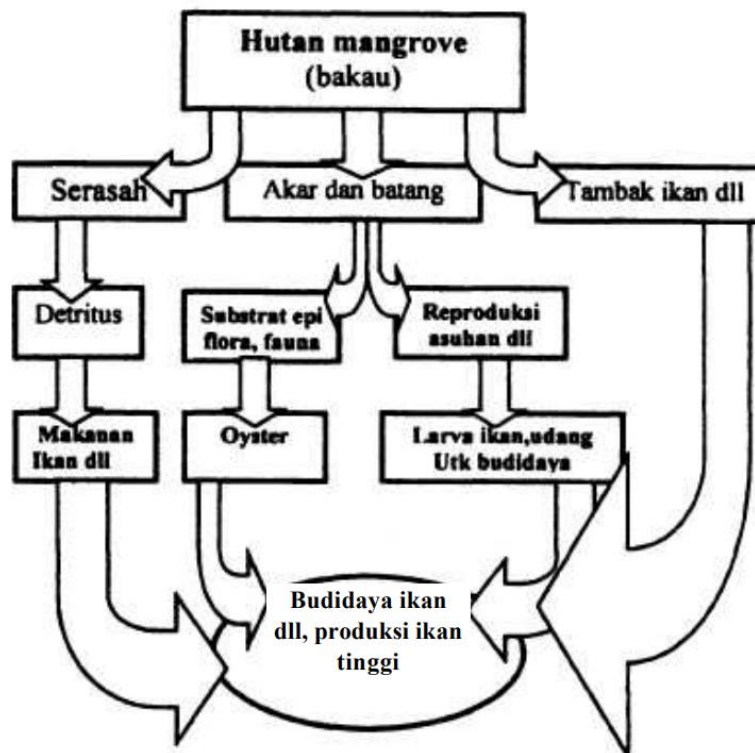 Hutan mangrove
(bakau)
Serasah
Akar dan batang
Tambak ikan dll
Detritus
Substrat epi
flora, fauna
Reproduksi
asuhan dll
Makanan
Ikan dll
Oyster
Larva ikan,udang
Utk budidaya
Budidaya ikan
dll, produksi ikan
tinggi